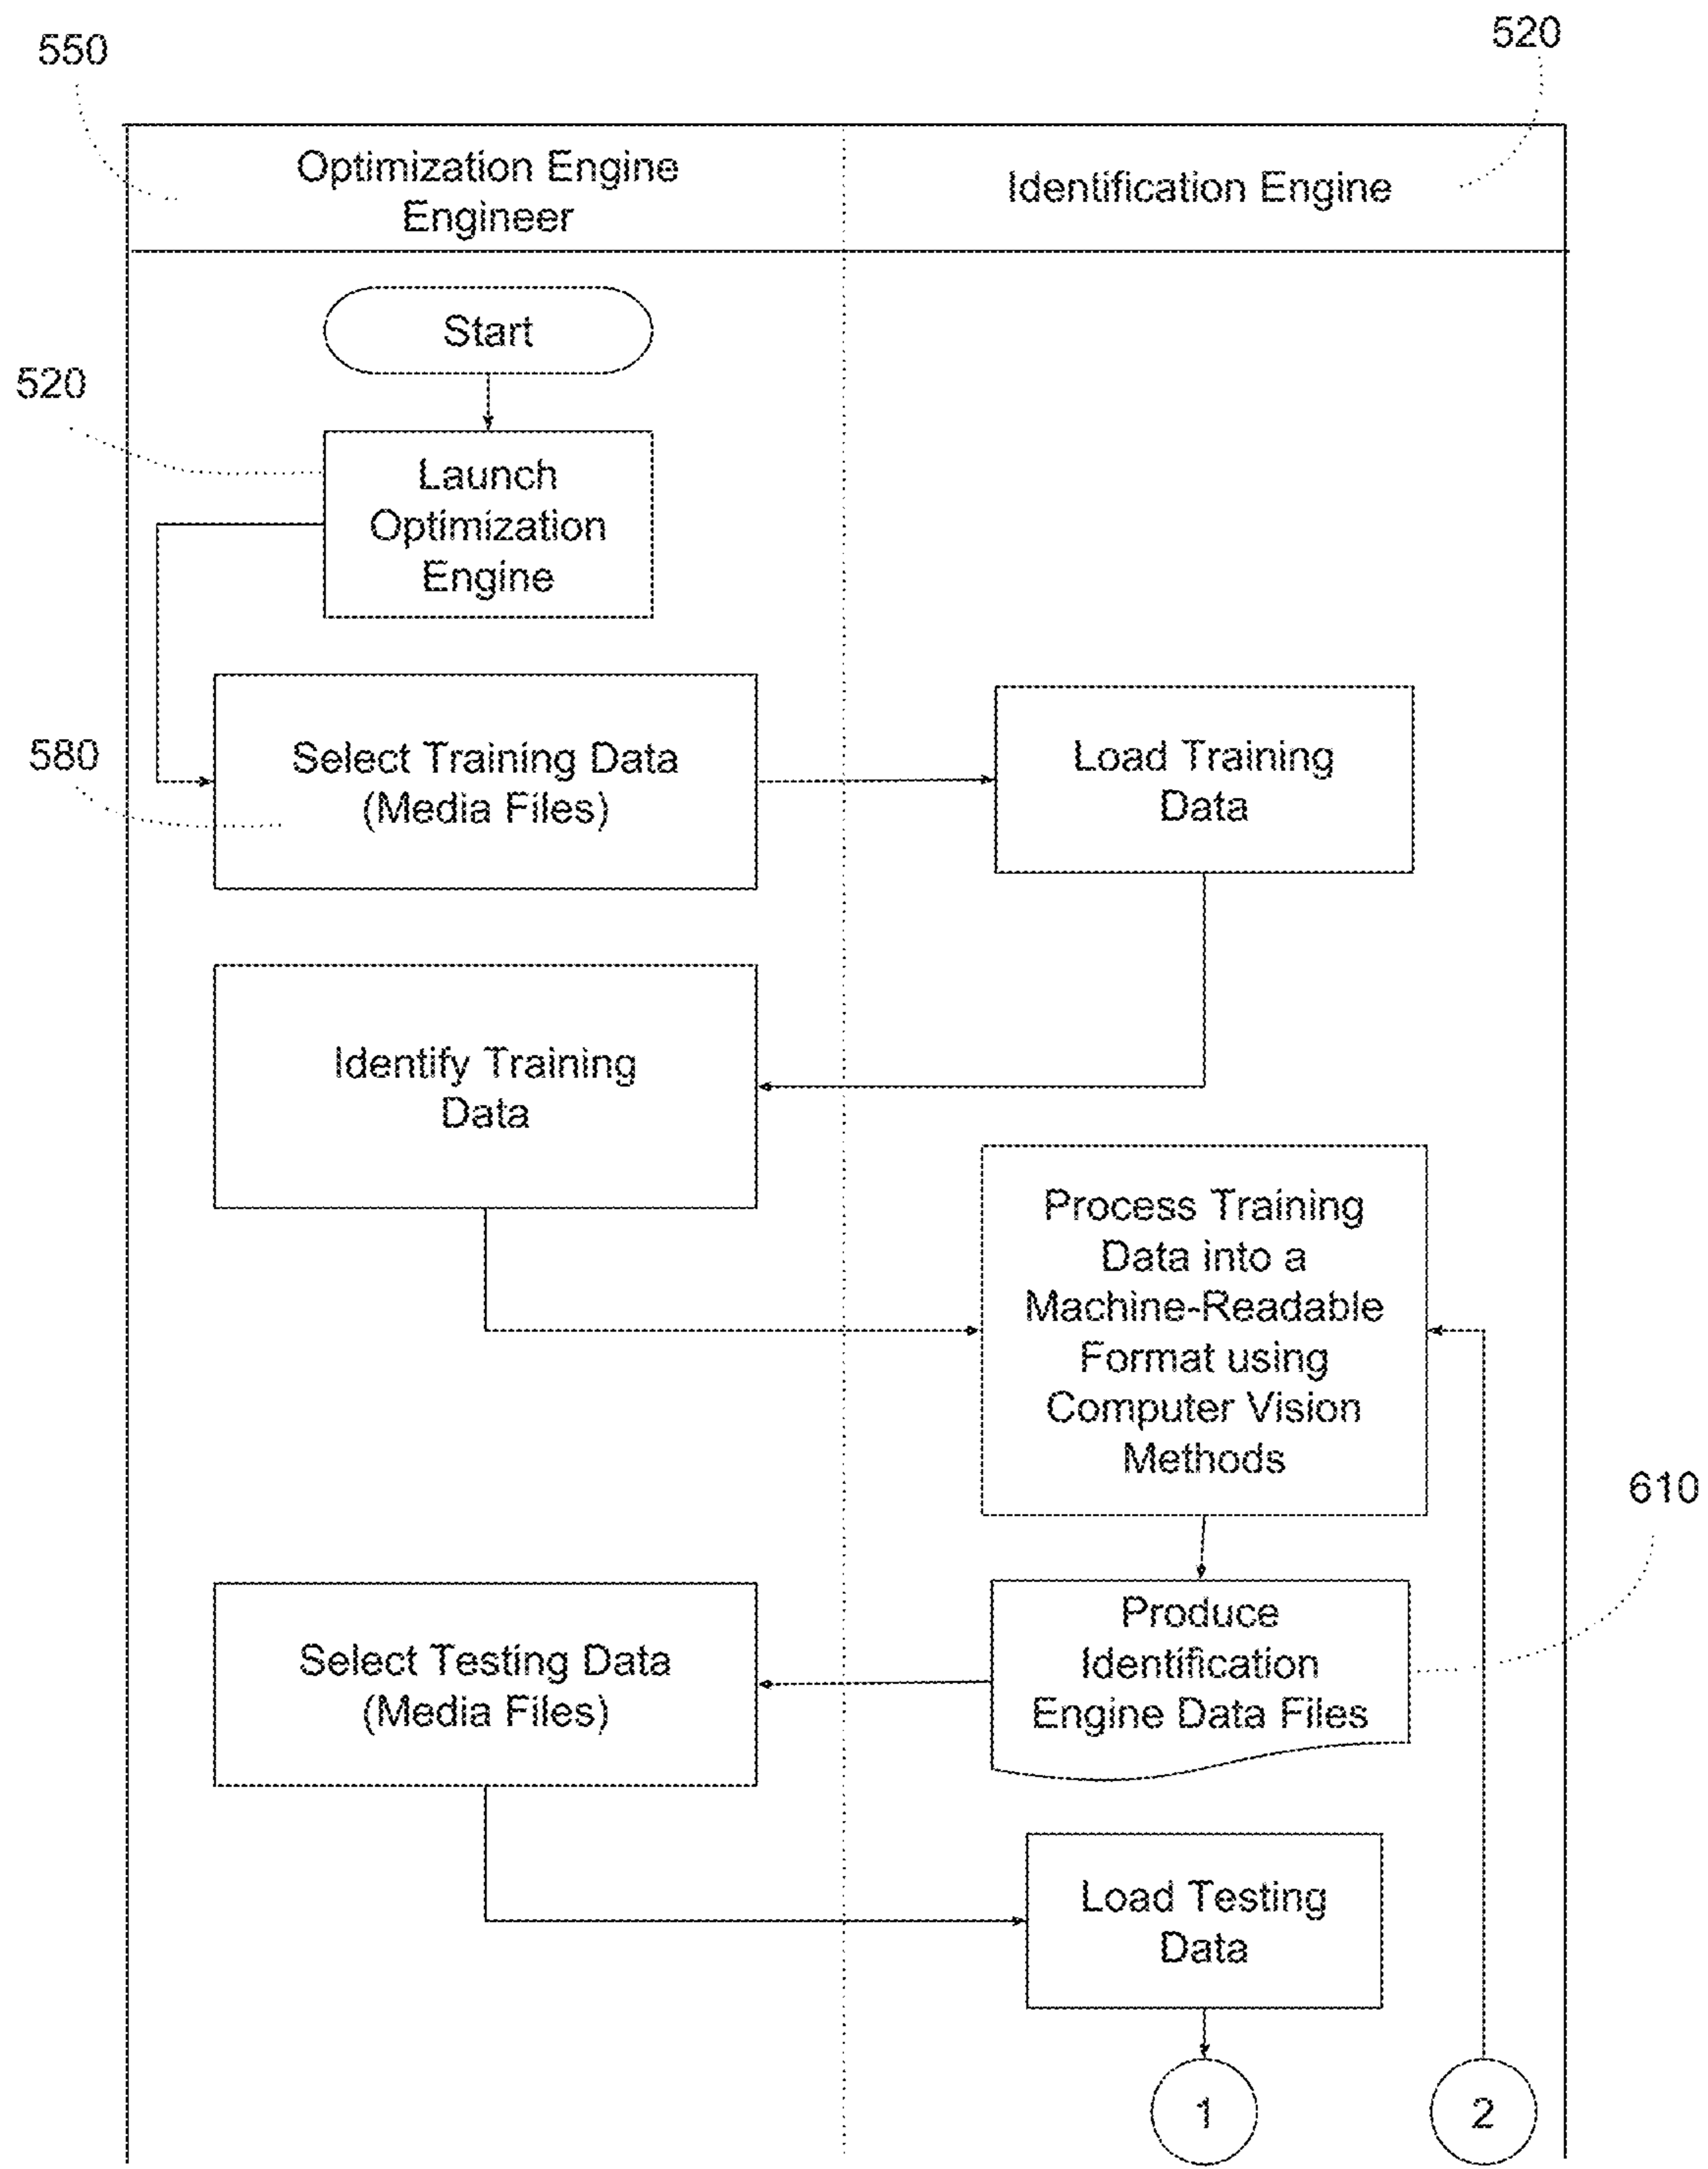 550
520
Optimization Engine
Engineer
Identification Engine
Start
520
Launch
Optimization
Engine
580
Select Training Data
(Media Files)
Load Training
Data
Identify Training
Data
Process Training
Data into a
Machine-Readable
Format using
Computer Vision
Methods
610
Produce
Identification
Engine Data Files
Select Testing Data
(Media Files)
Load Testing
Data
1
2